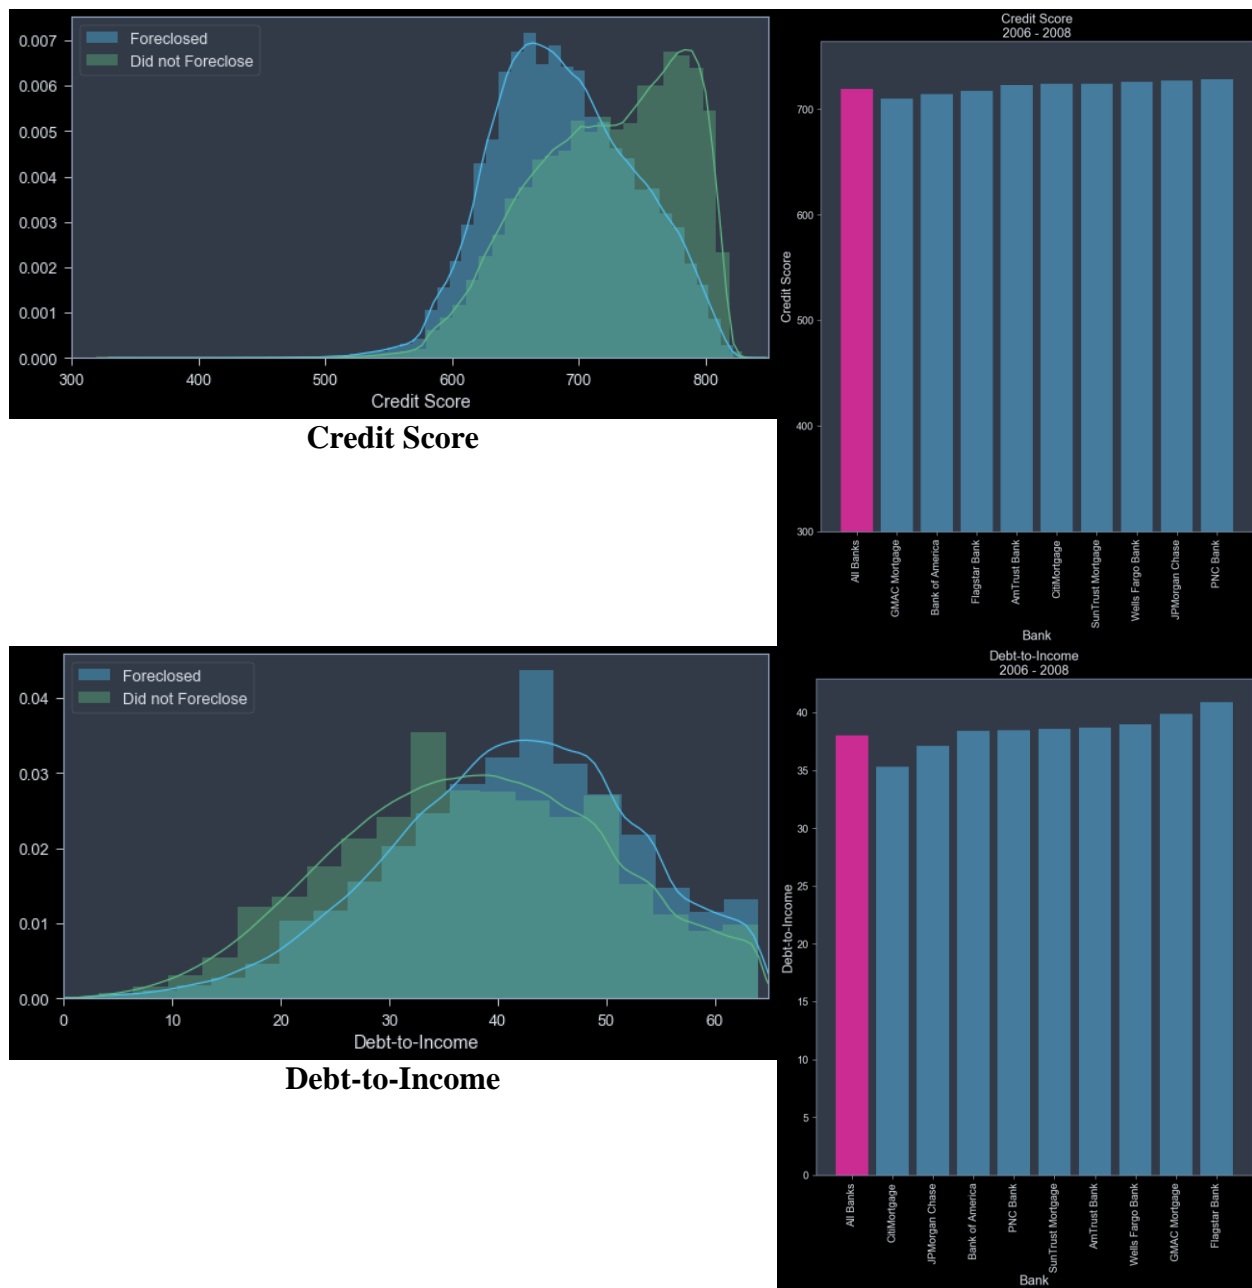 Foreclosed
Did not Foreclose
0.007
0.006
0.005
0.004
0.003
0.002
0.001
0.000
300 400 500 600 700 800
Credit Score
Credit Score
Credit Score
2006 - 2008
Credit Score
700
600
500
400
300
All Banks
GMAC Mortgage
Bank of America
Flagstar Bank
AmTrust Bank
CitiMortgage
SunTrust Mortgage
Wells Fargo Bank
JPMorgan Chase
PNC Bank
Bank
Foreclosed
Did not Foreclose
0.04
0.03
0.02
0.01
0.00
0 10 20 30 40 50 60
Debt-to-Income
Debt-to-Income
Debt-to-Income
2006 - 2008
Debt-to-Income
40
35
30
25
20
15
10
5
0
All Banks
CitiMortgage
JPMorgan Chase
Bank of America
PNC Bank
SunTrust Mortgage
AmTrust Bank
Wells Fargo Bank
GMAC Mortgage
Flagstar Bank
Bank